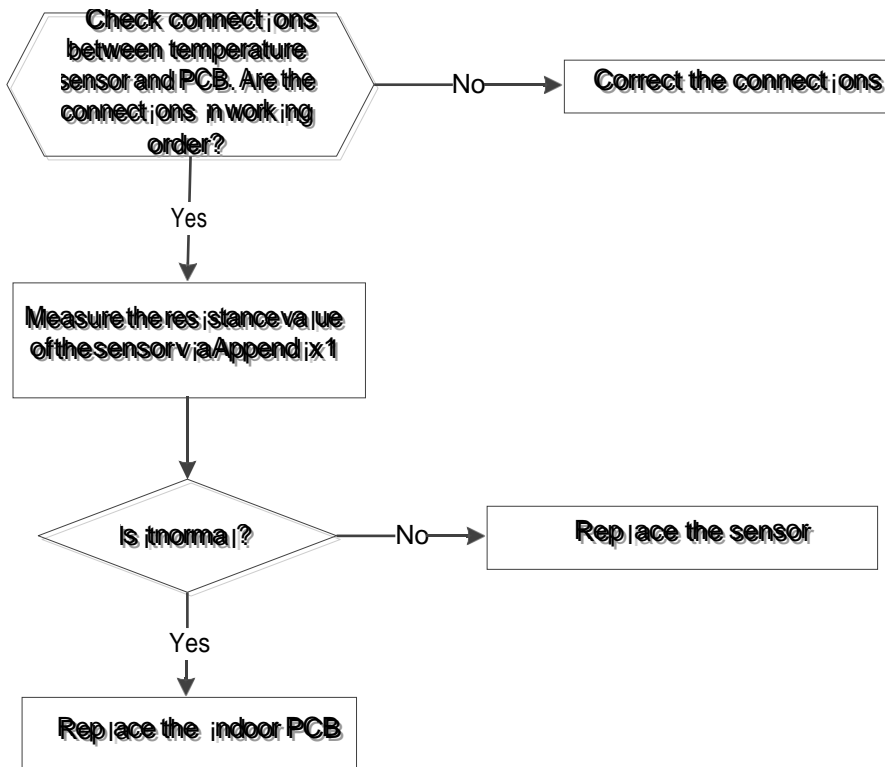 Check connections
between temperature
sensor and PCB. Are the
connections in working
order?
No
Correct the connections
Yes
Measure the resistance value
of the sensor via Appendix 1
Is it normal?
No
Replace the sensor
Yes
Replace the indoor PCB